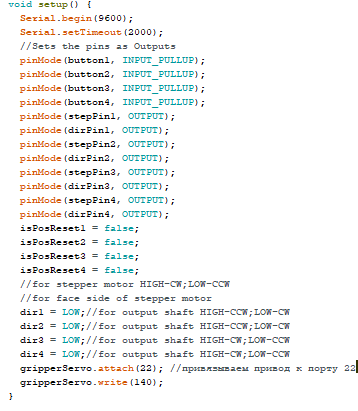 void setup() {
Serial.begin(9600);
Serial.setTimeout(2000);
//Sets the pins as Outputs
pinMode(button1, INPUT_PULLUP);
pinMode(button2, INPUT_PULLUP);
pinMode(button3, INPUT_PULLUP);
pinMode(button4, INPUT_PULLUP);
pinMode(stepPin1, OUTPUT);
pinMode(dirPin1, OUTPUT);
pinMode(stepPin2, OUTPUT);
pinMode(dirPin2, OUTPUT);
pinMode(stepPin3, OUTPUT);
pinMode(dirPin3, OUTPUT);
pinMode(stepPin4, OUTPUT);
pinMode(dirPin4, OUTPUT);
isPosReset1 = false;
isPosReset2 = false;
isPosReset3 = false;
isPosReset4 = false;
//for stepper motor HIGH-CW;LOW-CCW
//for face side of stepper motor
dir1 = LOW;//for output shaft HIGH-CCW;LOW-CW
dir2 = LOW;//for output shaft HIGH-CCW;LOW-CW
dir3 = LOW;//for output shaft HIGH-CW;LOW-CCW
dir4 = LOW;//for output shaft HIGH-CCW;LOW-CW
gripperServo.attach(22); //привязываем привод к порту 22
gripperServo.write(140);
}